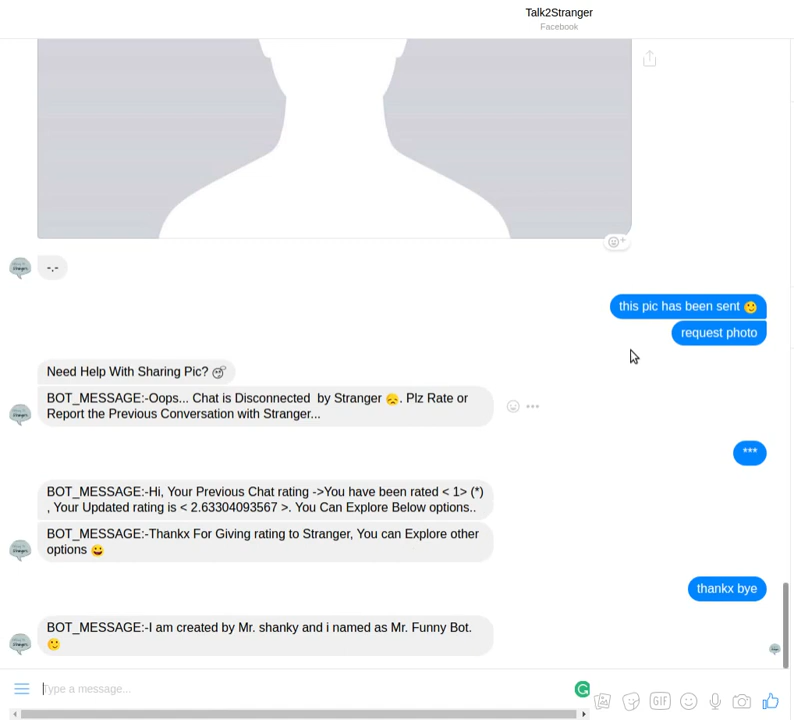 Talk2Stranger
Facebook
-.-
this pic has been sent 🙂
request photo
Need Help With Sharing Pic? 😴
BOT_MESSAGE:-Oops... Chat is Disconnected  by Stranger 😞. Plz Rate or
Report the Previous Conversation with Stranger...
***
BOT_MESSAGE:-Hi, Your Previous Chat rating ->You have been rated < 1> (*)
, Your Updated rating is < 2.63304093567 >. You Can Explore Below options..
BOT_MESSAGE:-Thankx For Giving rating to Stranger, You can Explore other
options 😀
thankx bye
BOT_MESSAGE:-I am created by Mr. shanky and i named as Mr. Funny Bot.
🙂
Type a message...
GIF